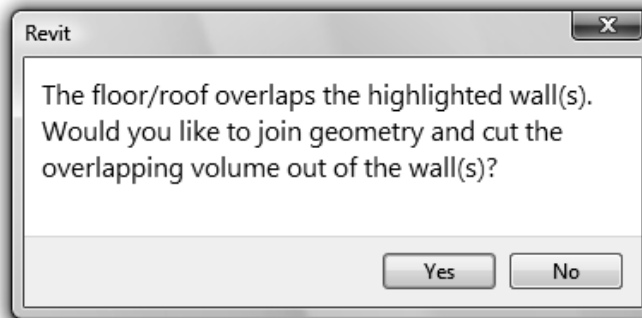 Revit
The floor/roof overlaps the highlighted wall(s).
Would you like to join geometry and cut the
overlapping volume out of the wall(s)?
Yes No